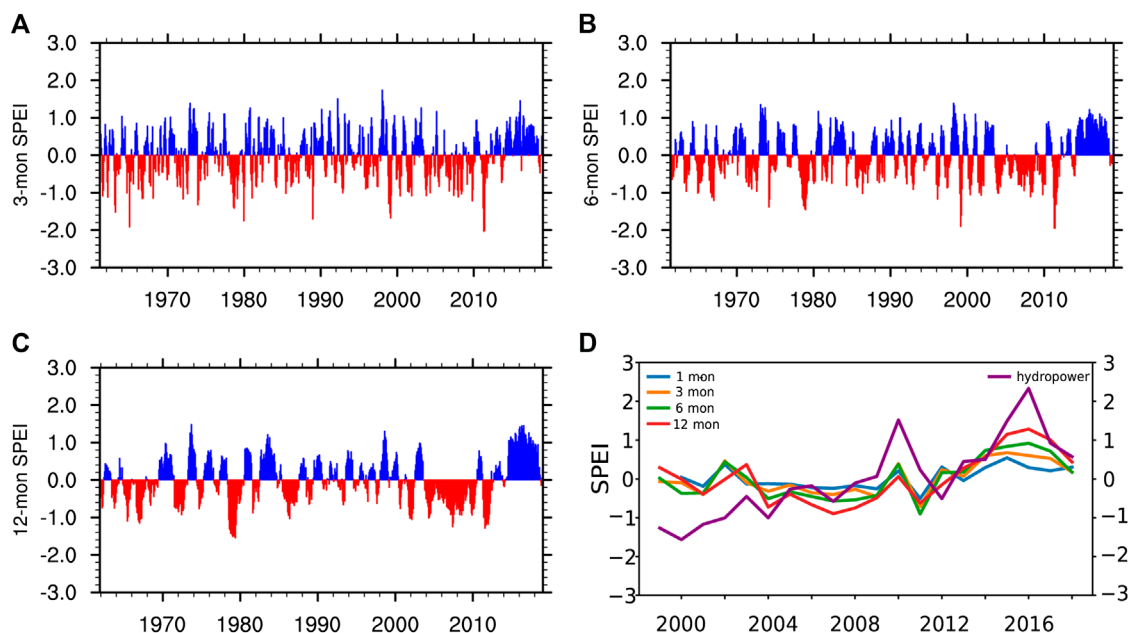 A
3-mon SPEI
3.0
2.0
1.0
0.0
-1.0
-2.0
-3.0
1970 1980 1990 2000 2010
B
6-mon SPEI
3.0
2.0
1.0
0.0
-1.0
-2.0
-3.0
1970 1980 1990 2000 2010
C
12-mon SPEI
3.0
2.0
1.0
0.0
-1.0
-2.0
-3.0
1970 1980 1990 2000 2010
D
SPEI
3
2
1
0
−1
−2
−3
1 mon
3 mon
6 mon
12 mon
hydropower
3
2
1
0
−1
−2
−3
2000 2004 2008 2012 2016